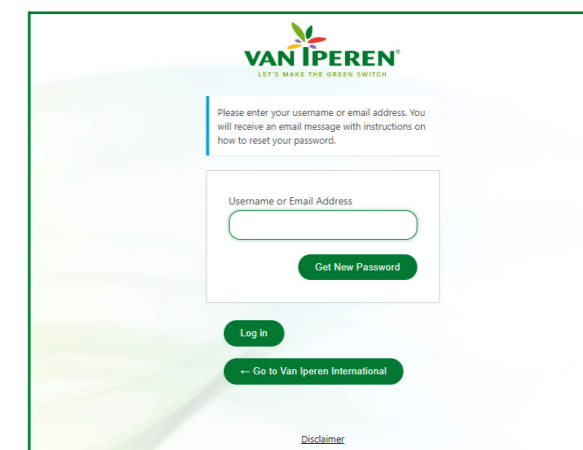 VAN IPEREN®
LET'S MAKE THE GREEN SWITCH
Please enter your username or email address. You
will receive an email message with instructions on
how to reset your password.
Username or Email Address
Get New Password
Log in
← Go to Van Iperen International
Disclaimer